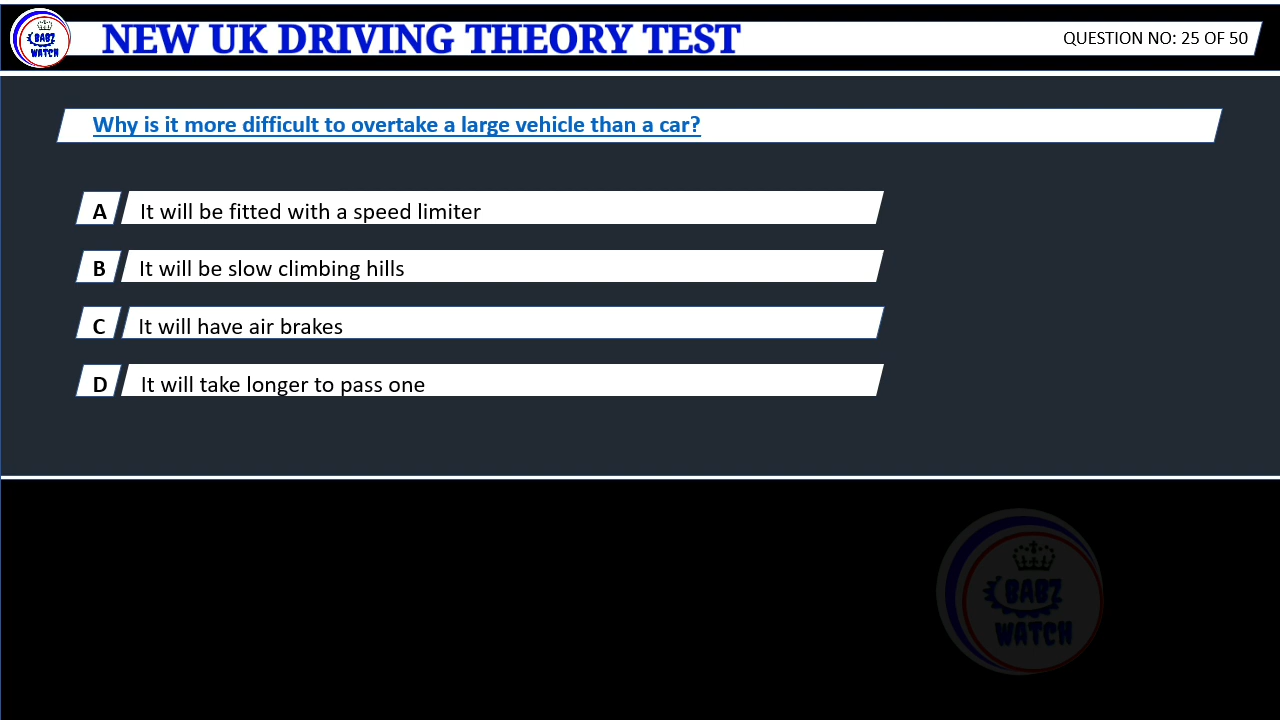 BABZ
WATCH
NEW UK DRIVING THEORY TEST
QUESTION NO: 25 OF 50
Why is it more difficult to overtake a large vehicle than a car?
A It will be fitted with a speed limiter
B It will be slow climbing hills
C It will have air brakes
D It will take longer to pass one
BABZ
WATCH